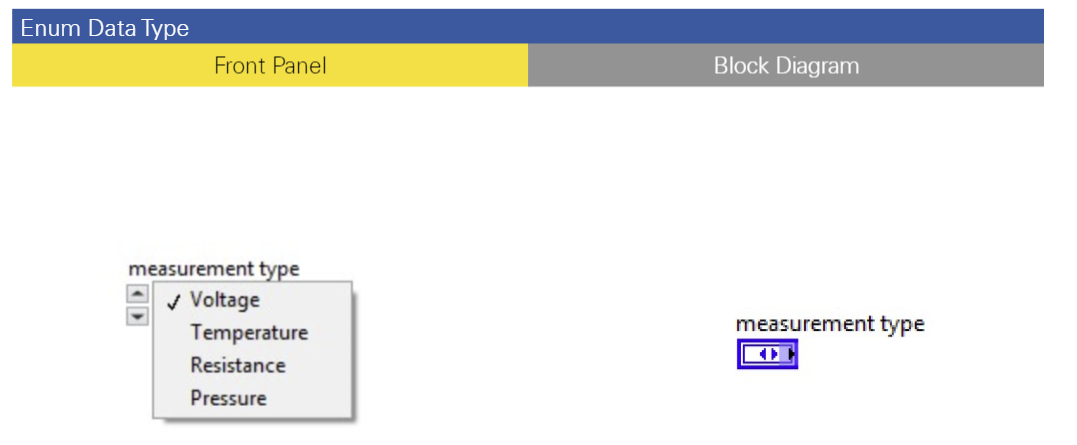 Enum Data Type
Front Panel
Block Diagram
measurement type
Voltage
Temperature
Resistance
Pressure
measurement type